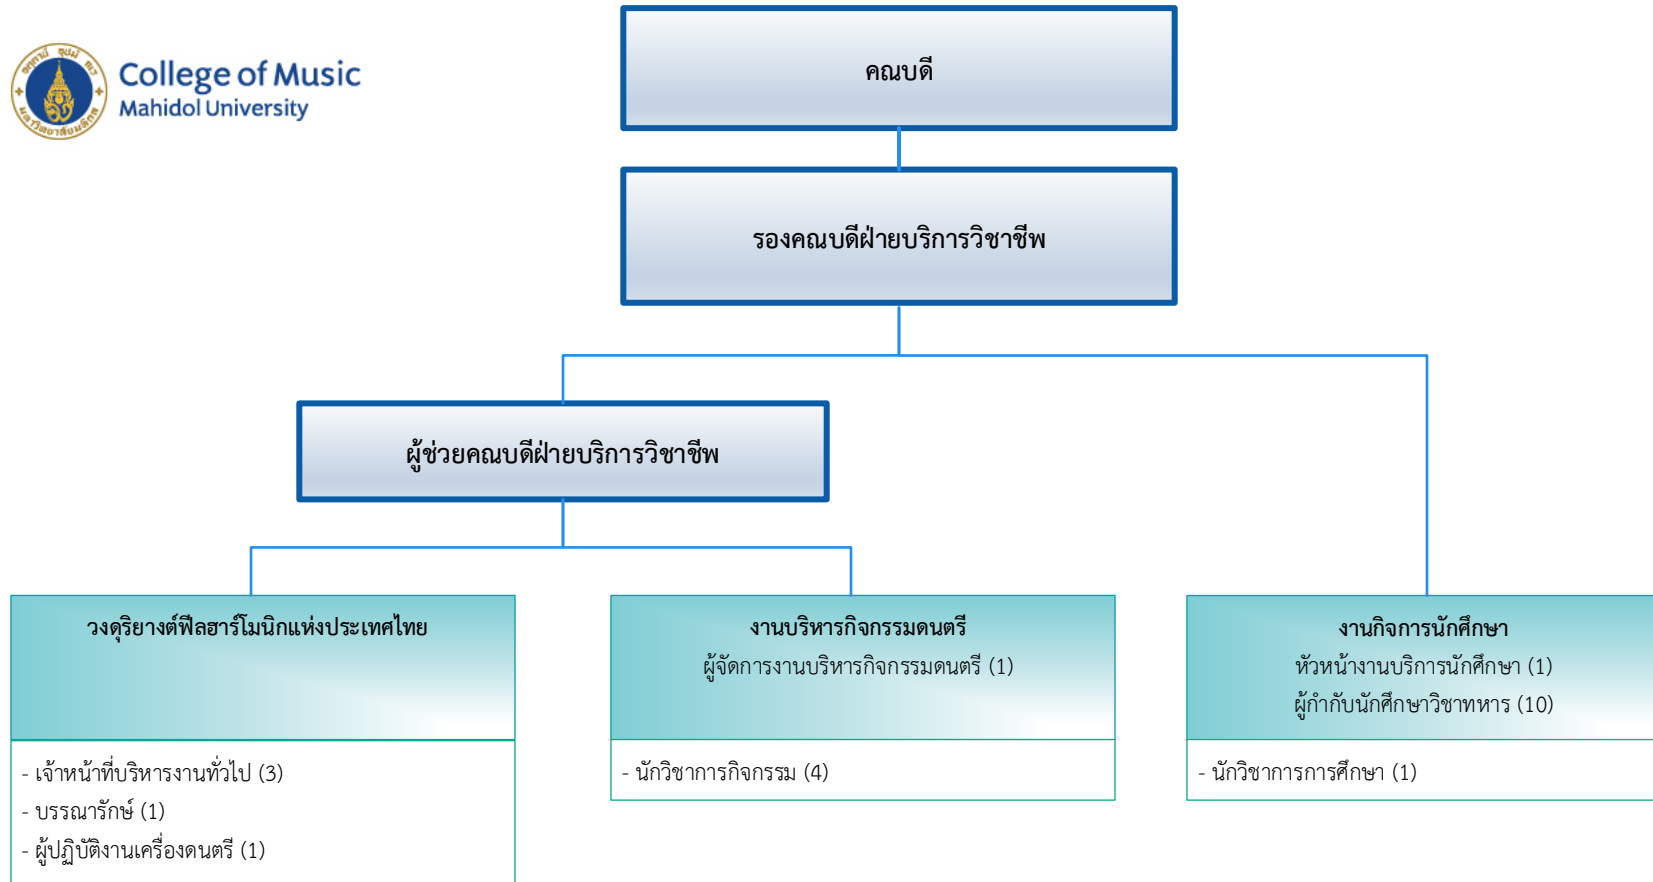 College of Music
Mahidol University
คณบดี
รองคณบดีฝ่ายบริการวิชาชีพ
ผู้ช่วยคณบดีฝ่ายบริการวิชาชีพ
วงดุริยางต์ฟีลฮาร์โมนิกแห่งประเทศไทย
- เจ้าหน้าที่บริหารงานทั่วไป (3)
- บรรณารักษ์ (1)
- ผู้ปฏิบัติงานเครื่องดนตรี (1)
งานบริหารกิจกรรมดนตรี
ผู้จัดการงานบริหารกิจกรรมดนตรี (1)
- นักวิชาการกิจกรรม (4)
งานกิจการนักศึกษา
หัวหน้างานบริการนักศึกษา (1)
ผู้กำกับนักศึกษาวิชาทหาร (10)
- นักวิชาการการศึกษา (1)